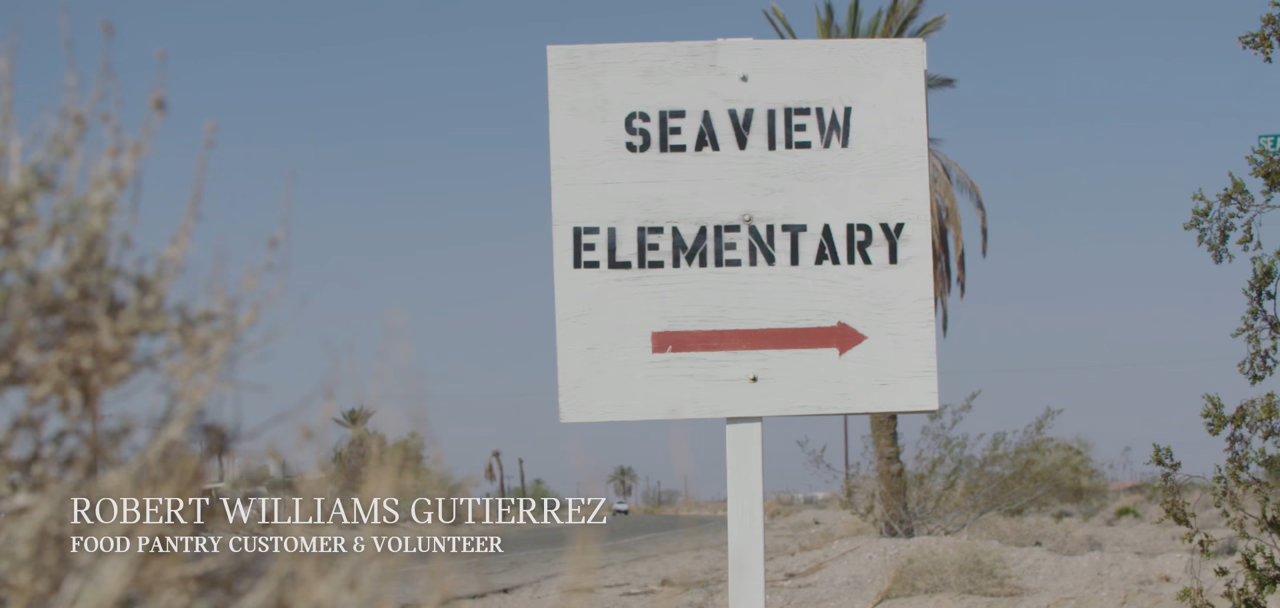 SEAVIEW
ELEMENTARY
ROBERT WILLIAMS GUTIERREZ
FOOD PANTRY CUSTOMER & VOLUNTEER